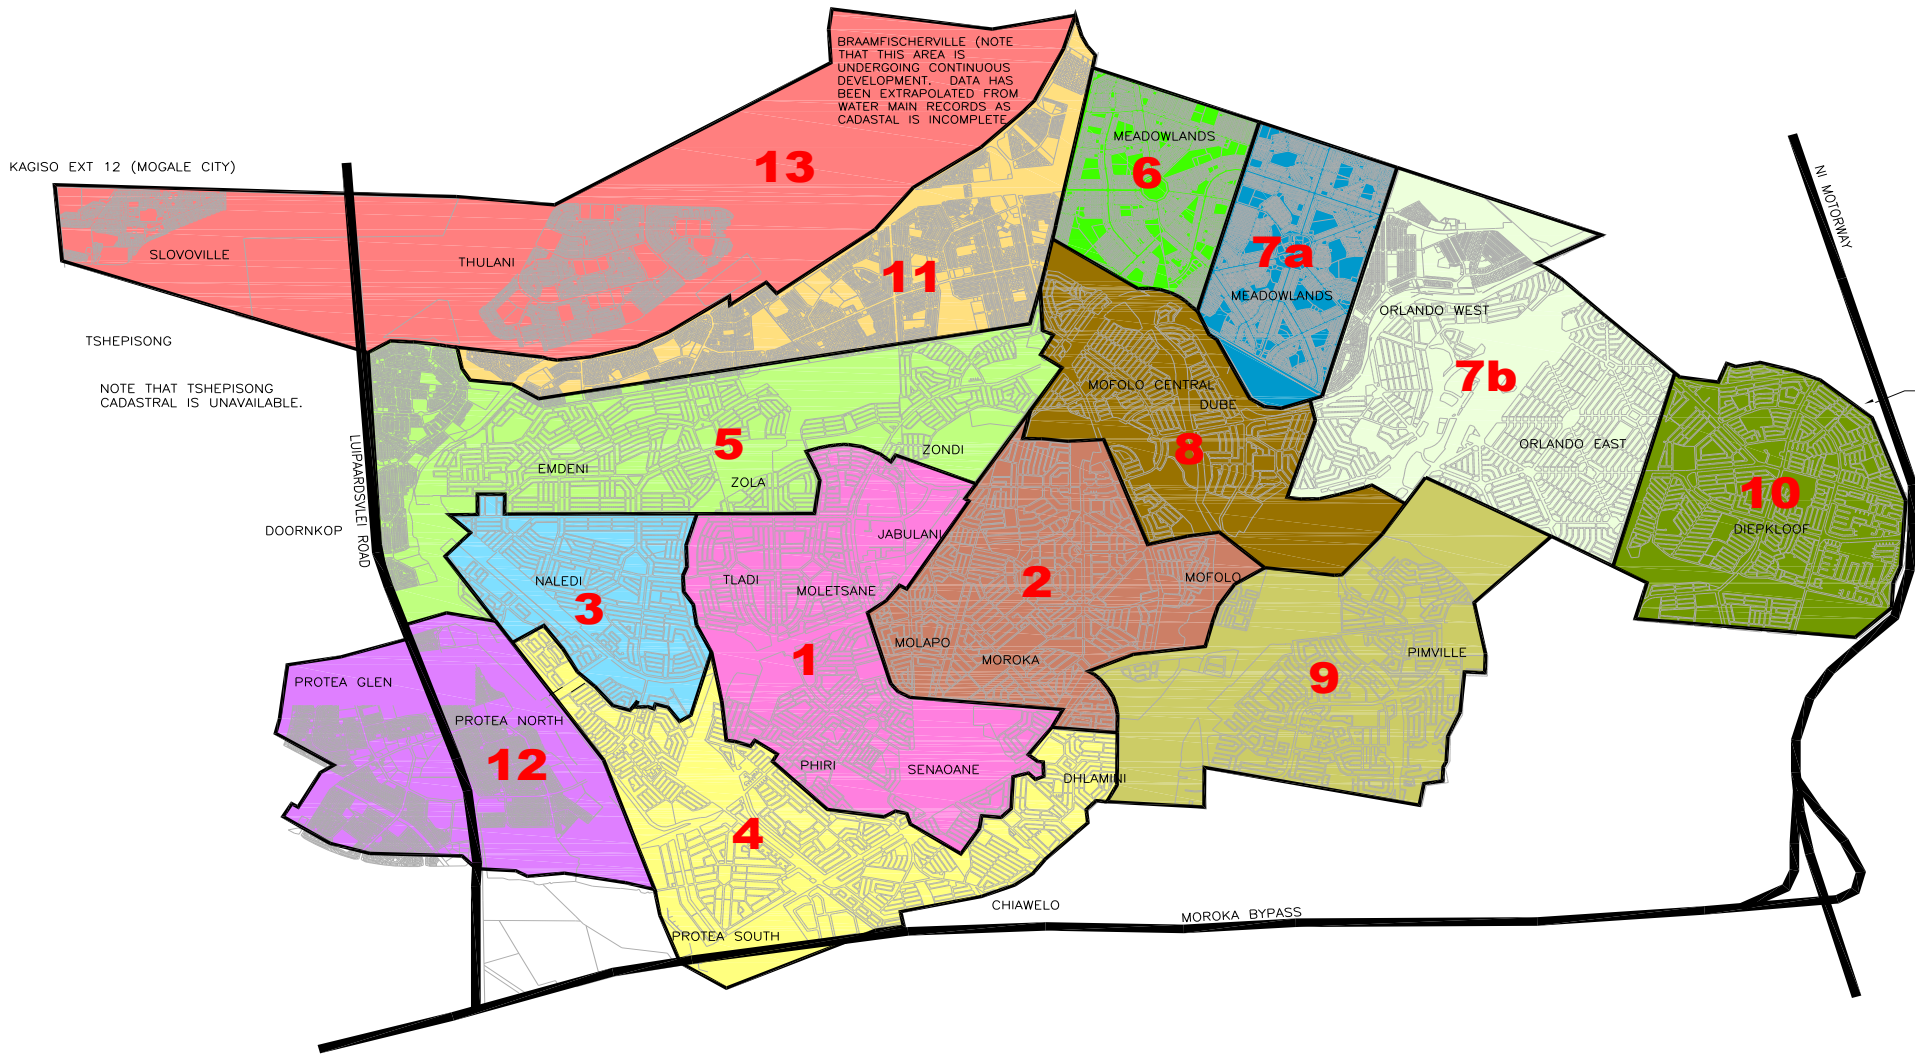 BRAAMFISCHERVILLE (NOTE
THAT THIS AREA IS
UNDERGOING CONTINUOUS
DEVELOPMENT. DATA HAS
BEEN EXTRAPOLATED FROM
WATER MAIN RECORDS AS
CADASTAL IS INCOMPLETE
KAGISO EXT 12 (MOGALE CITY)
13
MEADOWLANDS
6
NI MOTORWAY
SLOVOVILLE
THULANI
11
7a
MEADOWLANDS
ORLANDO WEST
TSHEPISONG
NOTE THAT TSHEPISONG
CADASTRAL IS UNAVAILABLE.
7b
MOFOLO CENTRAL
DUBE
LUIPAARDSVLEI ROAD
5
ZONDI
8
ORLANDO EAST
EMDENI
ZOLA
10
DIEPKLOOF
DOORNKOP
JABULANI
NALEDI
3
TLADI
MOLETSANE
2
MOFOLO
1
MOLAPO
MOROKA
9
PIMVILLE
PROTEA GLEN
PROTEA NORTH
12
PHIRI
SENAOANE
DHLAMINI
4
CHIAWELO
MOROKA BYPASS
PROTEA SOUTH